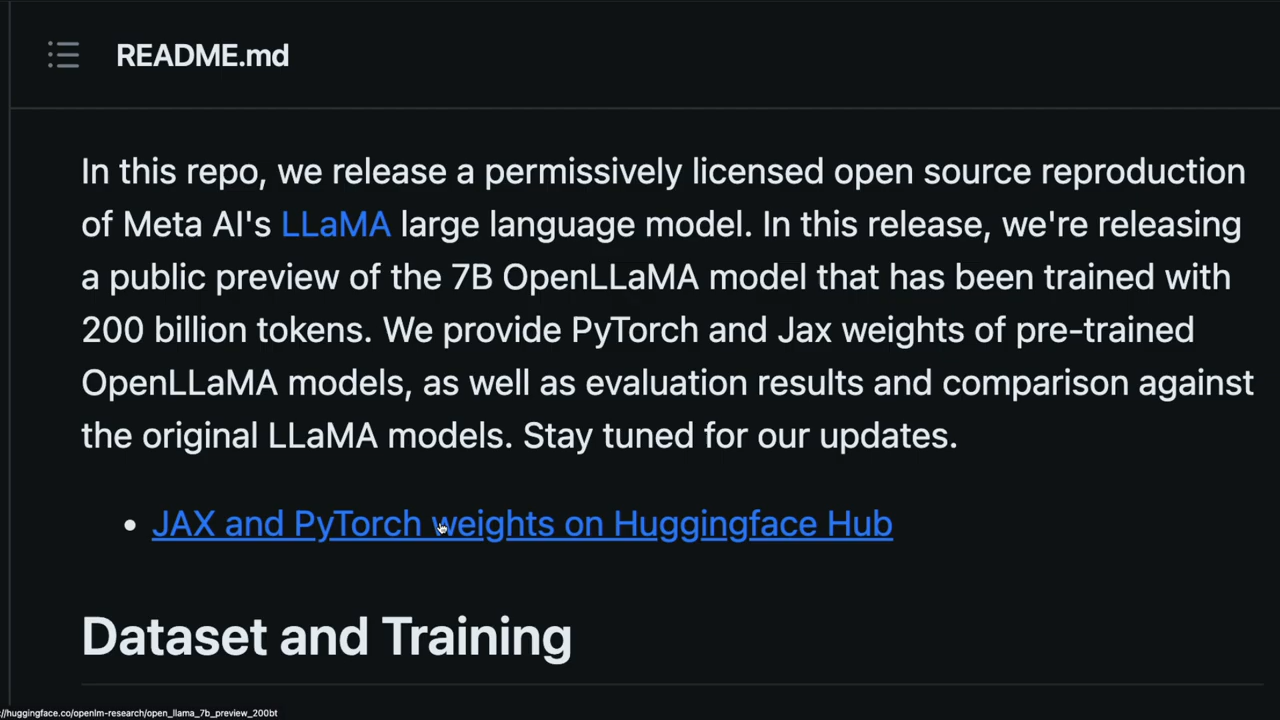 README.md
In this repo, we release a permissively licensed open source reproduction
of Meta AI's LLaMA large language model. In this release, we're releasing
a public preview of the 7B OpenLLaMA model that has been trained with
200 billion tokens. We provide PyTorch and Jax weights of pre-trained
OpenLLaMA models, as well as evaluation results and comparison against
the original LLaMA models. Stay tuned for our updates.
• JAX and PyTorch weights on Huggingface Hub
Dataset and Training
://huggingface.co/openlm-research/open_llama_7b_preview_200bt